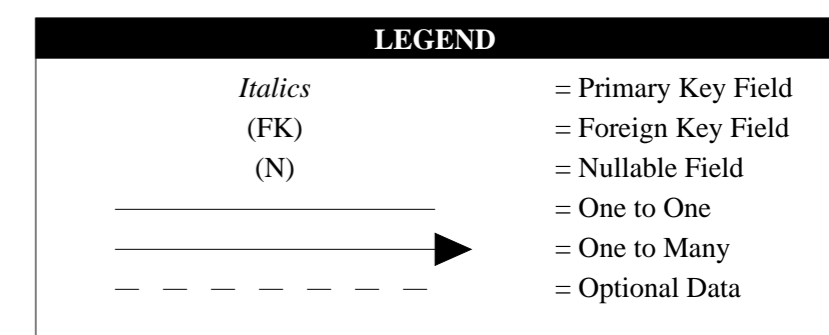 LEGEND
Italics = Primary Key Field
(FK) = Foreign Key Field
(N) = Nullable Field
= One to One
= One to Many
= Optional Data